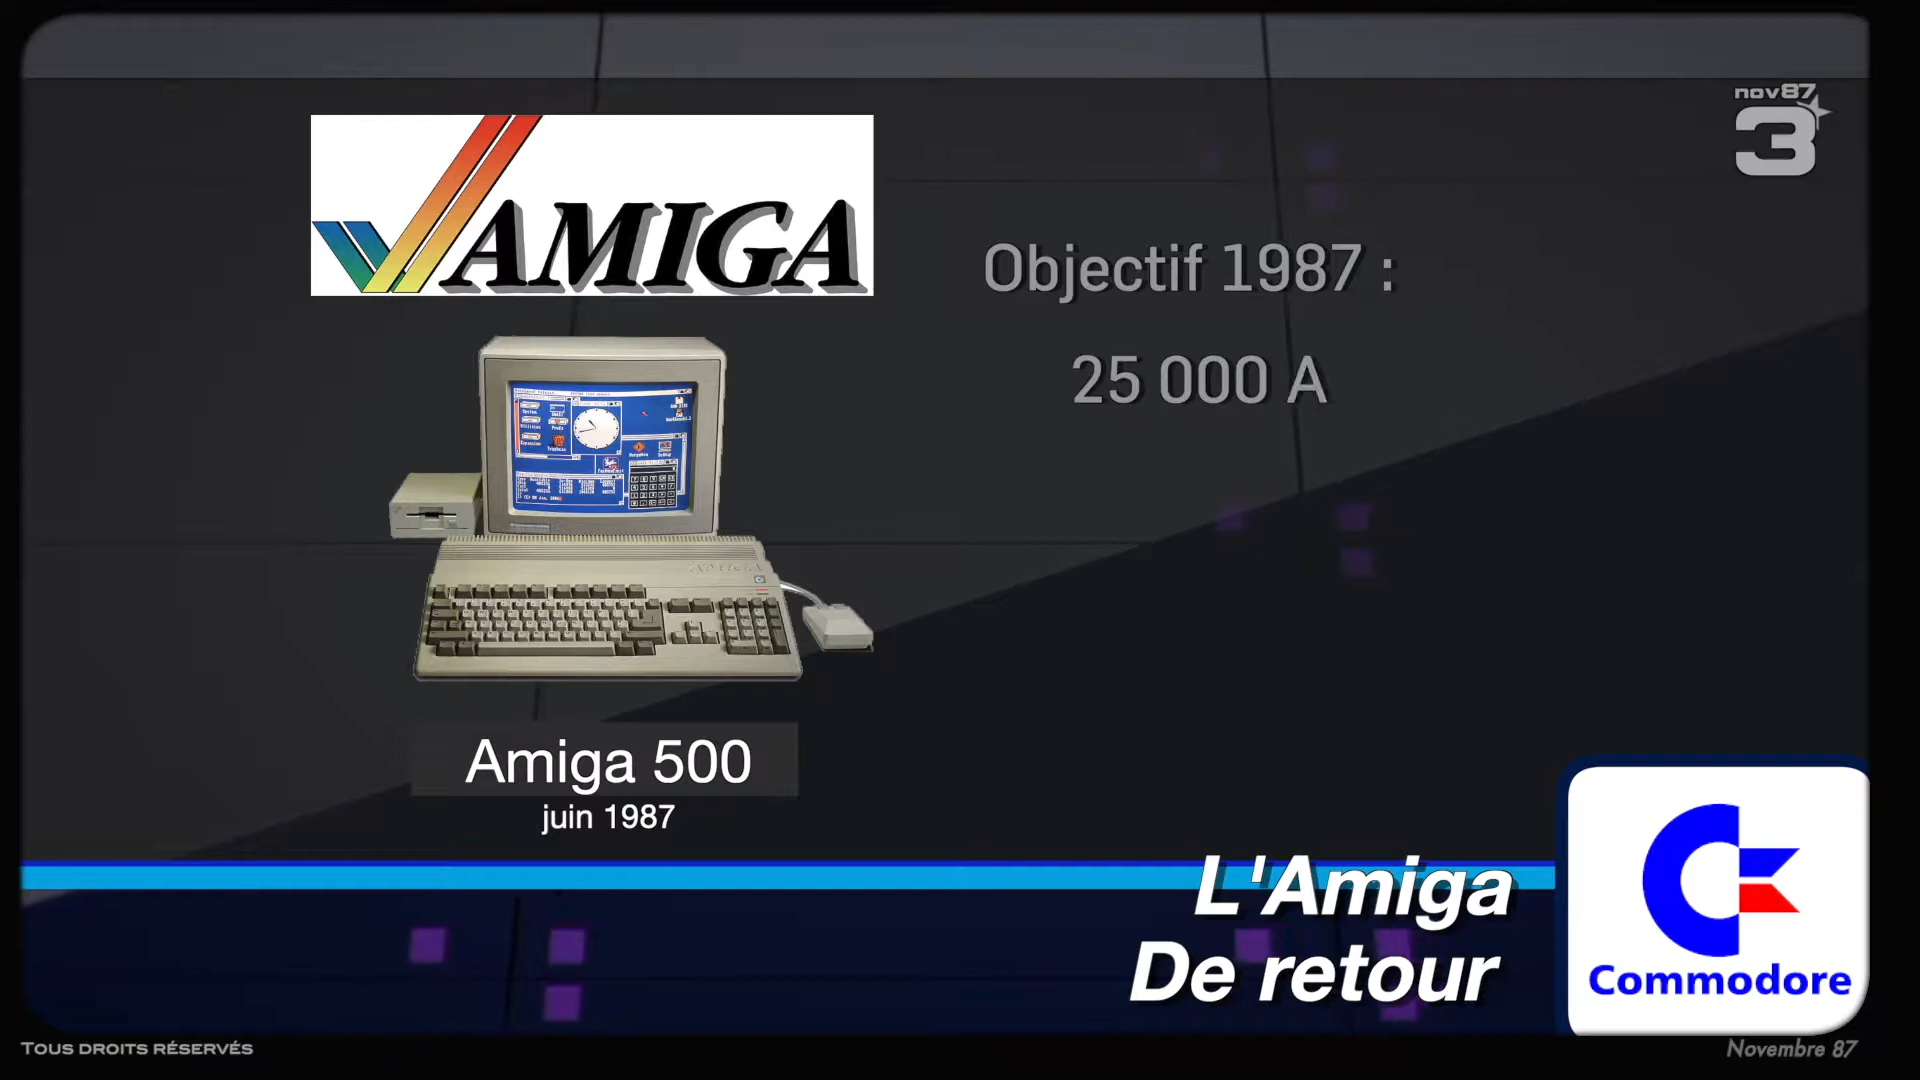 nov87
3
AMIGA
Objectif 1987 :
25 000 A
AMIGA
Amiga 500
juin 1987
L'Amiga
De retour
Commodore
TOUS DROITS RÉSERVÉS
Novembre 87